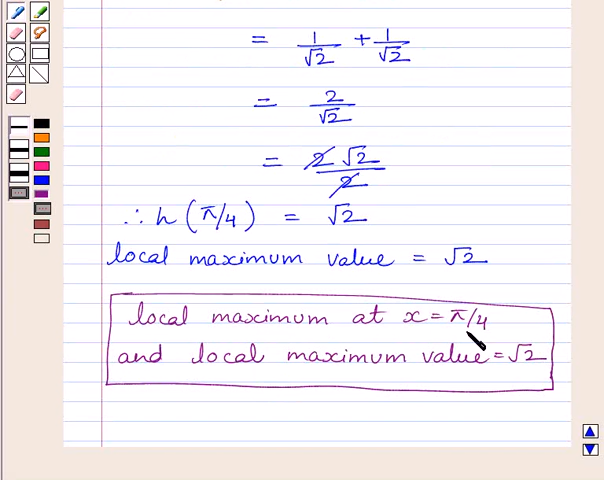 = 1/√2 + 1/√2
= 2/√2
= 2√2/2
∴ h(π/4) = √2
local maximum value = √2
local maximum at x = π/4
and local maximum value = √2